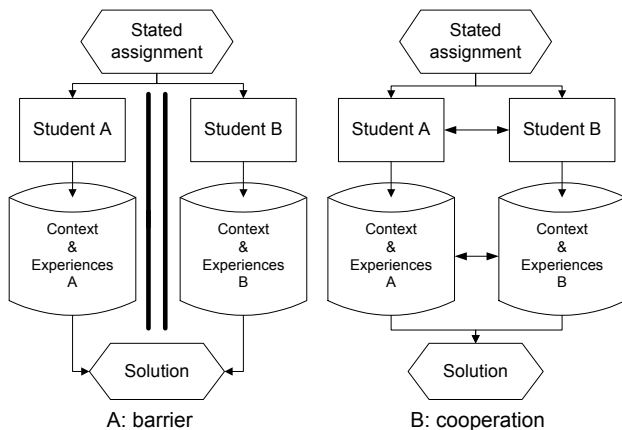 Stated
assignment
Student A
Student B
Context
&
Experiences
A
Context
&
Experiences
B
Solution
A: barrier
Stated
assignment
Student A
Student B
Context
&
Experiences
A
Context
&
Experiences
B
Solution
B: cooperation